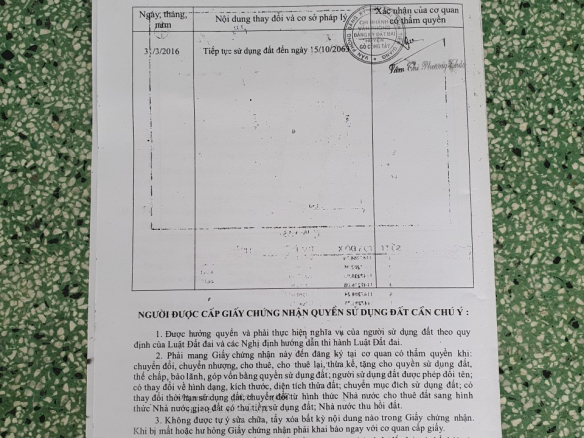 Ngày, tháng, năm
Nội dung thay đổi và cơ sở pháp lý
Xác nhận của cơ quan có thẩm quyền
31/3/2016
Tiếp tục sử dụng đất đến ngày 15/10/2063
NGƯỜI ĐƯỢC CẤP GIẤY CHỨNG NHẬN QUYỀN SỬ DỤNG ĐẤT CẦN CHÚ Ý :
1. Được hưởng quyền và phải thực hiện nghĩa vụ của người sử dụng đất theo quy
định của Luật Đất đai và các Nghị định hướng dẫn thi hành Luật Đất đai.
2. Phải mang Giấy chứng nhận này đến đăng ký tại cơ quan có thẩm quyền khi:
chuyển đổi, chuyển nhượng, cho thuê, cho thuê lại, thừa kế, tặng cho quyền sử dụng đất,
thế chấp, bảo lãnh, góp vốn bằng quyền sử dụng đất; người sử dụng đất được phép đổi tên;
có thay đổi về hình dạng, kích thước, diện tích thửa đất; chuyển mục đích sử dụng đất; có
thay đổi thời hạn sử dụng đất; chuyển đổi từ hình thức Nhà nước cho thuê đất sang hình
thức Nhà nước giao đất có thu tiền sử dụng đất; Nhà nước thu hồi đất.
3. Không được tự ý sửa chữa, tẩy xóa bất kỳ nội dung nào trong Giấy chứng nhận.
Khi bị mất hoặc hư hỏng Giấy chứng nhận phải khai báo ngay với cơ quan cấp giấy.